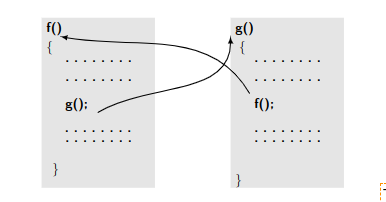 f()
{
. . . . . . . .
. . . . . . . .
g();
. . . . . . . .
. . . . . . . .
}
g()
{
. . . . . . . .
. . . . . . . .
f();
. . . . . . . .
. . . . . . . .
}